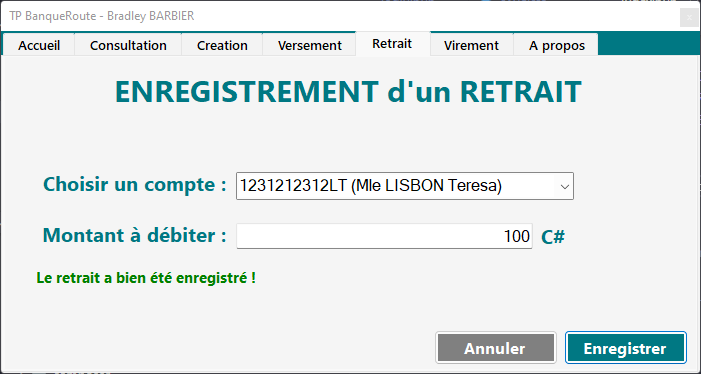 TP BanqueRoute - Bradley BARBIER
Accueil Consultation Creation Versement Retrait Virement A propos
ENREGISTREMENT d'un RETRAIT
Choisir un compte : 1231212312LT (Mle LISBON Teresa)
Montant à débiter : 100 C#
Le retrait a bien été enregistré !
Annuler Enregistrer